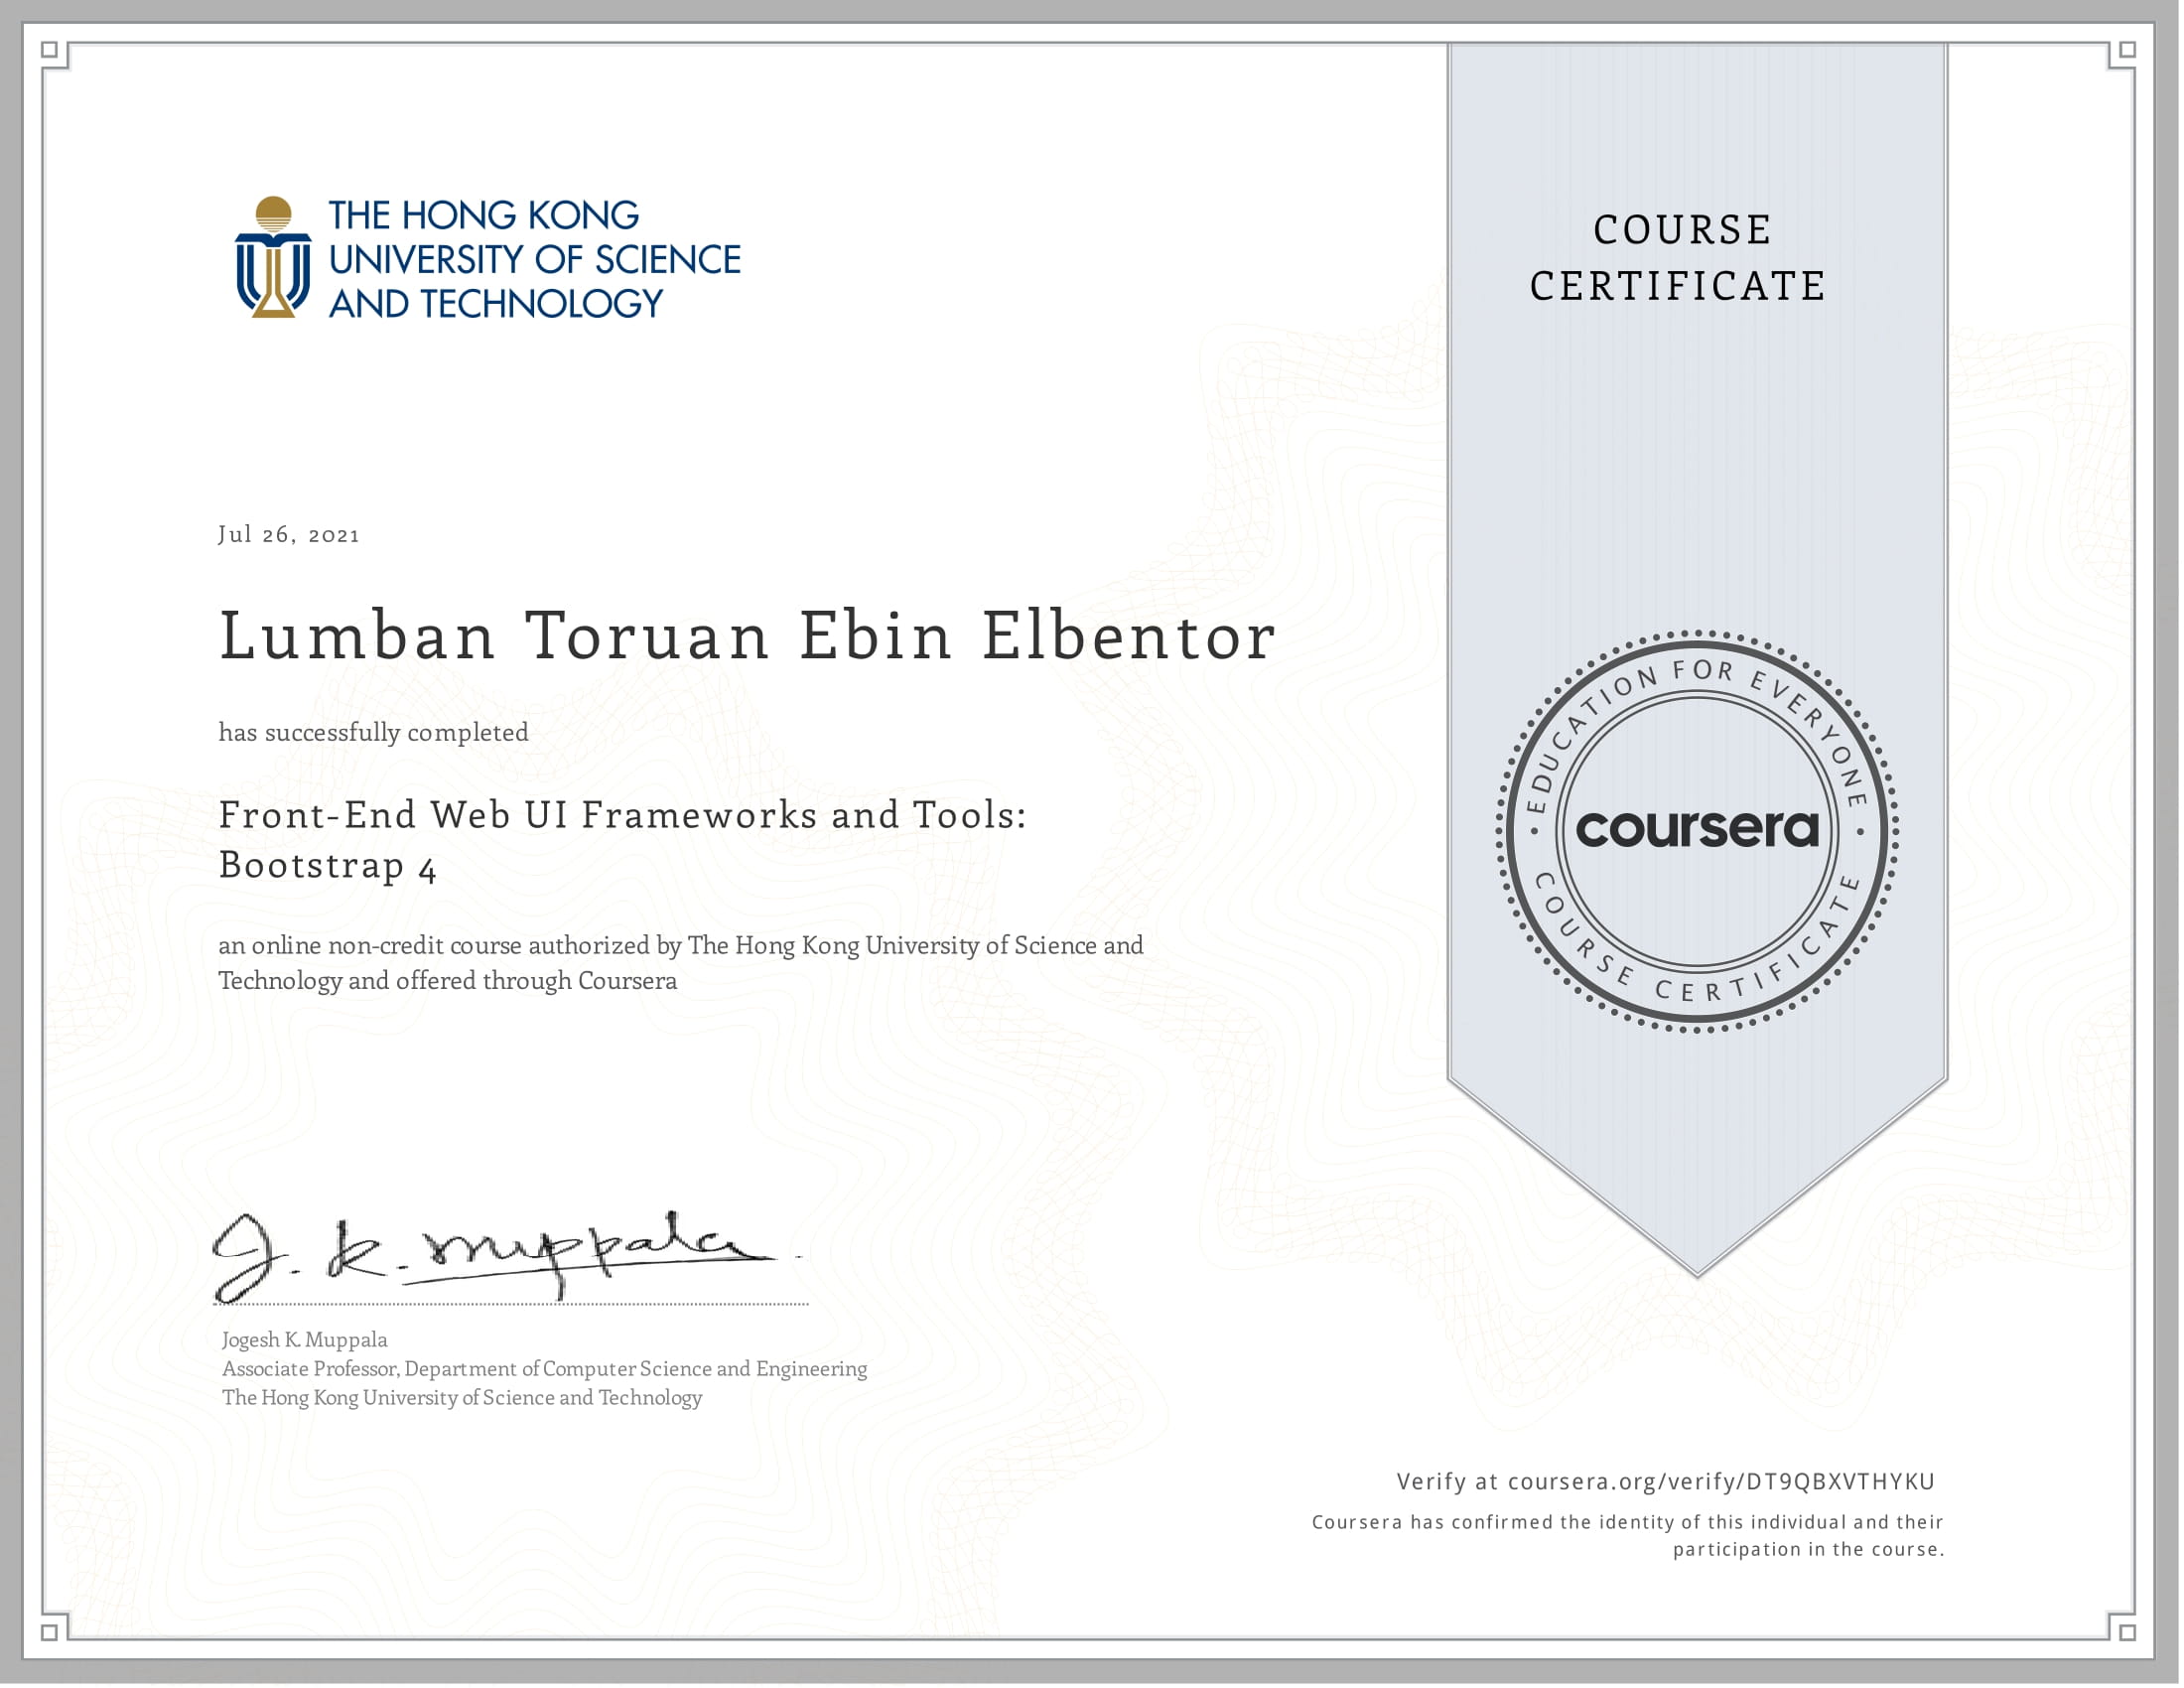 THE HONG KONG
UNIVERSITY OF SCIENCE
AND TECHNOLOGY
COURSE
CERTIFICATE
Jul 26, 2021
Lumban Toruan Ebin Elbentor
has successfully completed
Front-End Web UI Frameworks and Tools:
Bootstrap 4
an online non-credit course authorized by The Hong Kong University of Science and
Technology and offered through Coursera
EDUCATION FOR EVERYONE
coursera
COURSE CERTIFICATE
J. K. Muppala
Jogesh K. Muppala
Associate Professor, Department of Computer Science and Engineering
The Hong Kong University of Science and Technology
Verify at coursera.org/verify/DT9QBXVTHYKU
Coursera has confirmed the identity of this individual and their
participation in the course.